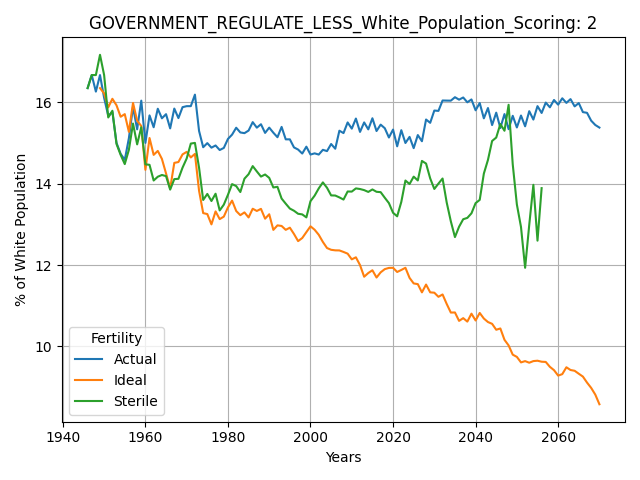 GOVERNMENT_REGULATE_LESS_White_Population_Scoring: 2
% of White Population
16
14
12
10
Fertility
Actual
Ideal
Sterile
1940 1960 1980 2000 2020 2040 2060
Years